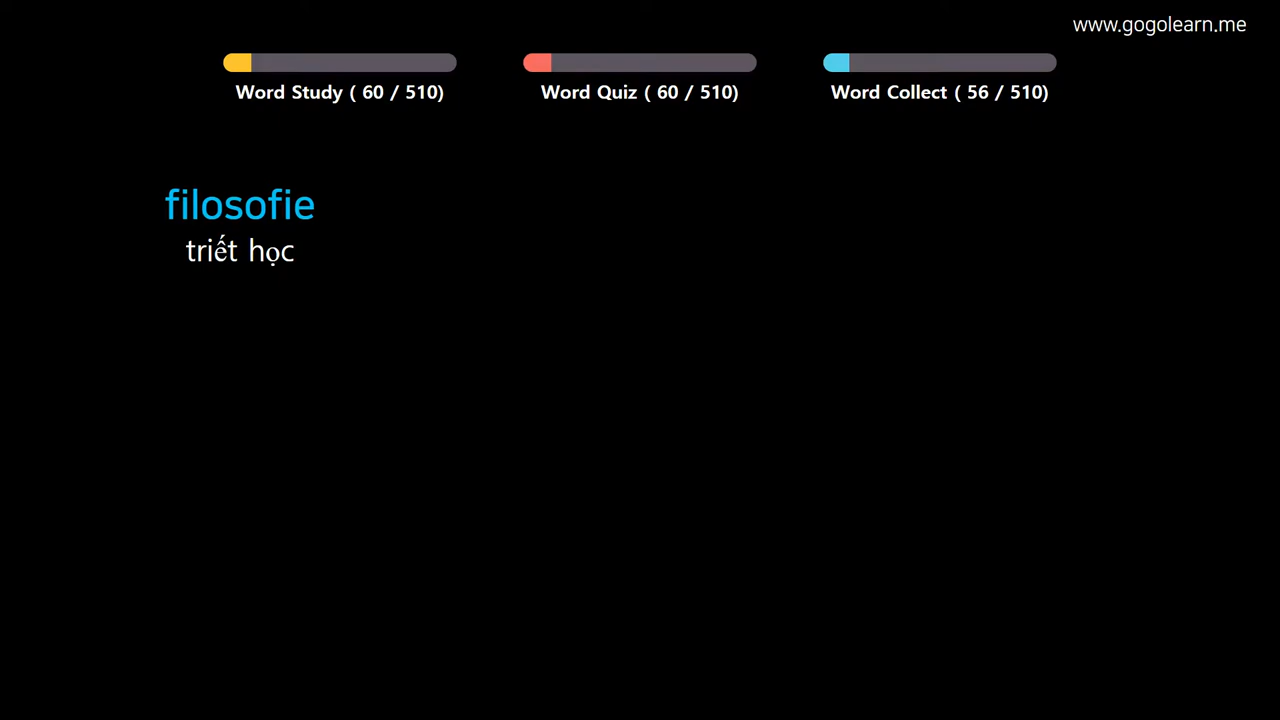 www.gogolearn.me
Word Study ( 60 / 510)
Word Quiz ( 60 / 510)
Word Collect ( 56 / 510)
filosofie
triết học